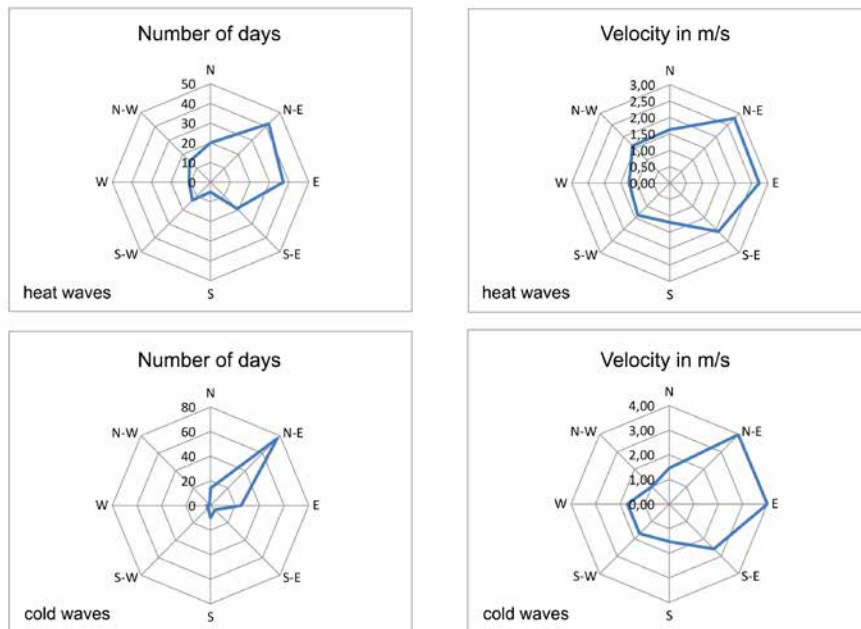 Number of days
N
50
40
30
20
10
0
N-E
E
S-E
S
S-W
W
N-W
heat waves
Velocity in m/s
N
3,00
2,50
2,00
1,50
1,00
0,50
0,00
N-E
E
S-E
S
S-W
W
N-W
heat waves
Number of days
N
80
60
40
20
0
N-E
E
S-E
S
S-W
W
N-W
cold waves
Velocity in m/s
N
4,00
3,00
2,00
1,00
0,00
N-E
E
S-E
S
S-W
W
N-W
cold waves